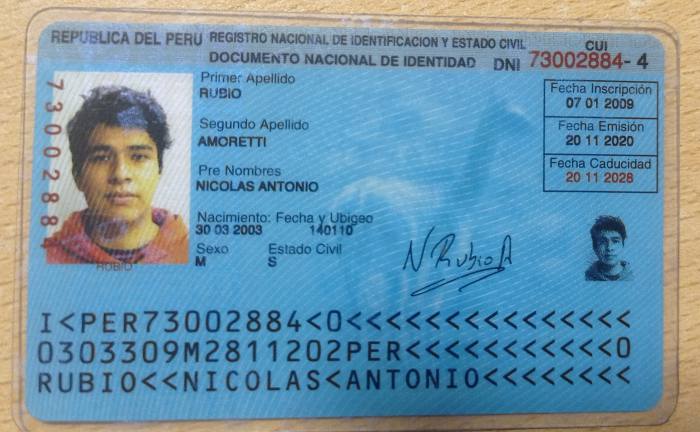 REPUBLICA DEL PERU REGISTRO NACIONAL DE IDENTIFICACION Y ESTADO CIVIL
DOCUMENTO NACIONAL DE IDENTIDAD DNI
CUI
73002884-4
73002884
Primer Apellido
RUBIO
Segundo Apellido
AMORETTI
Pre Nombres
NICOLAS ANTONIO
Nacimiento: Fecha y Ubigeo
30 03 2003 140110
Sexo Estado Civil
M S
Fecha Inscripción
07 01 2009
Fecha Emisión
20 11 2020
Fecha Caducidad
20 11 2028
RUBIO
N Rubio A
I<PER73002884<0<<<<<<<<<<<<<<<
0303309M2811202PER<<<<<<<<<<<0
RUBIO<<NICOLAS<ANTONIO<<<<<<<<